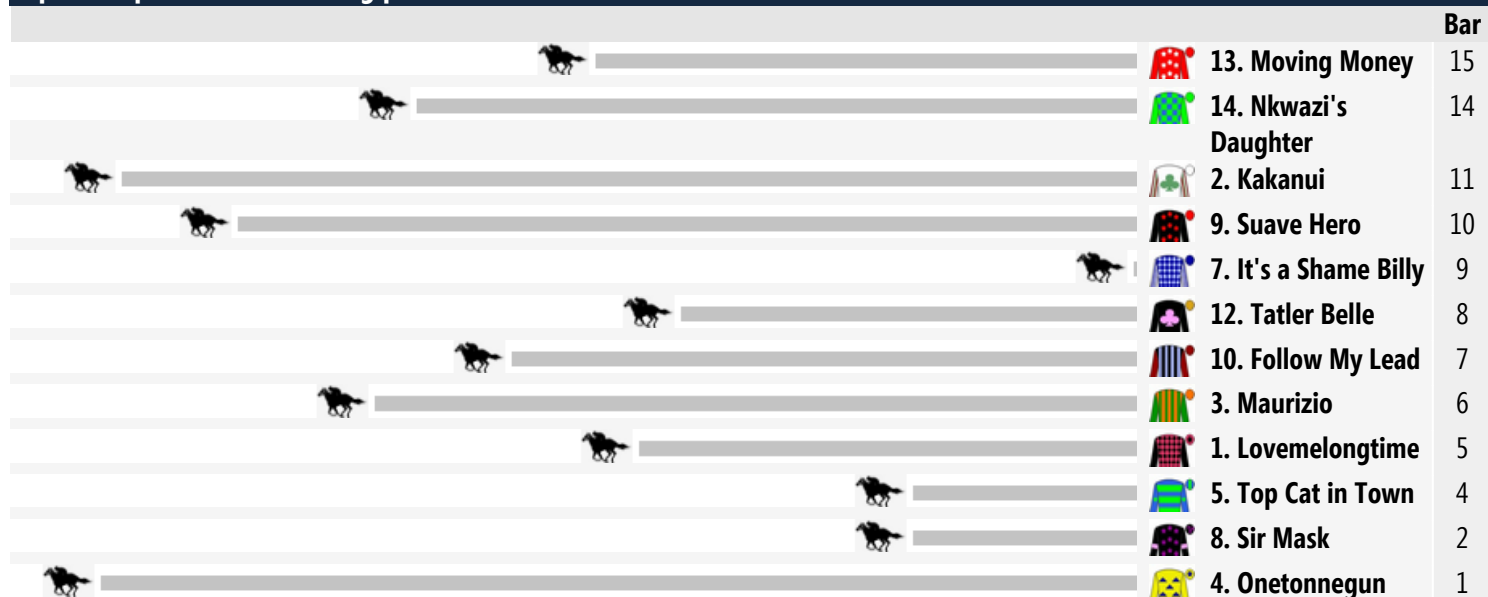 Bar
13. Moving Money 15
14. Nkwazi's 14
Daughter
2. Kakanui 11
9. Suave Hero 10
7. It's a Shame Billy 9
12. Tatler Belle 8
10. Follow My Lead 7
3. Maurizio 6
1. Lovemelongtime 5
5. Top Cat in Town 4
8. Sir Mask 2
4. Onetonnegun 1